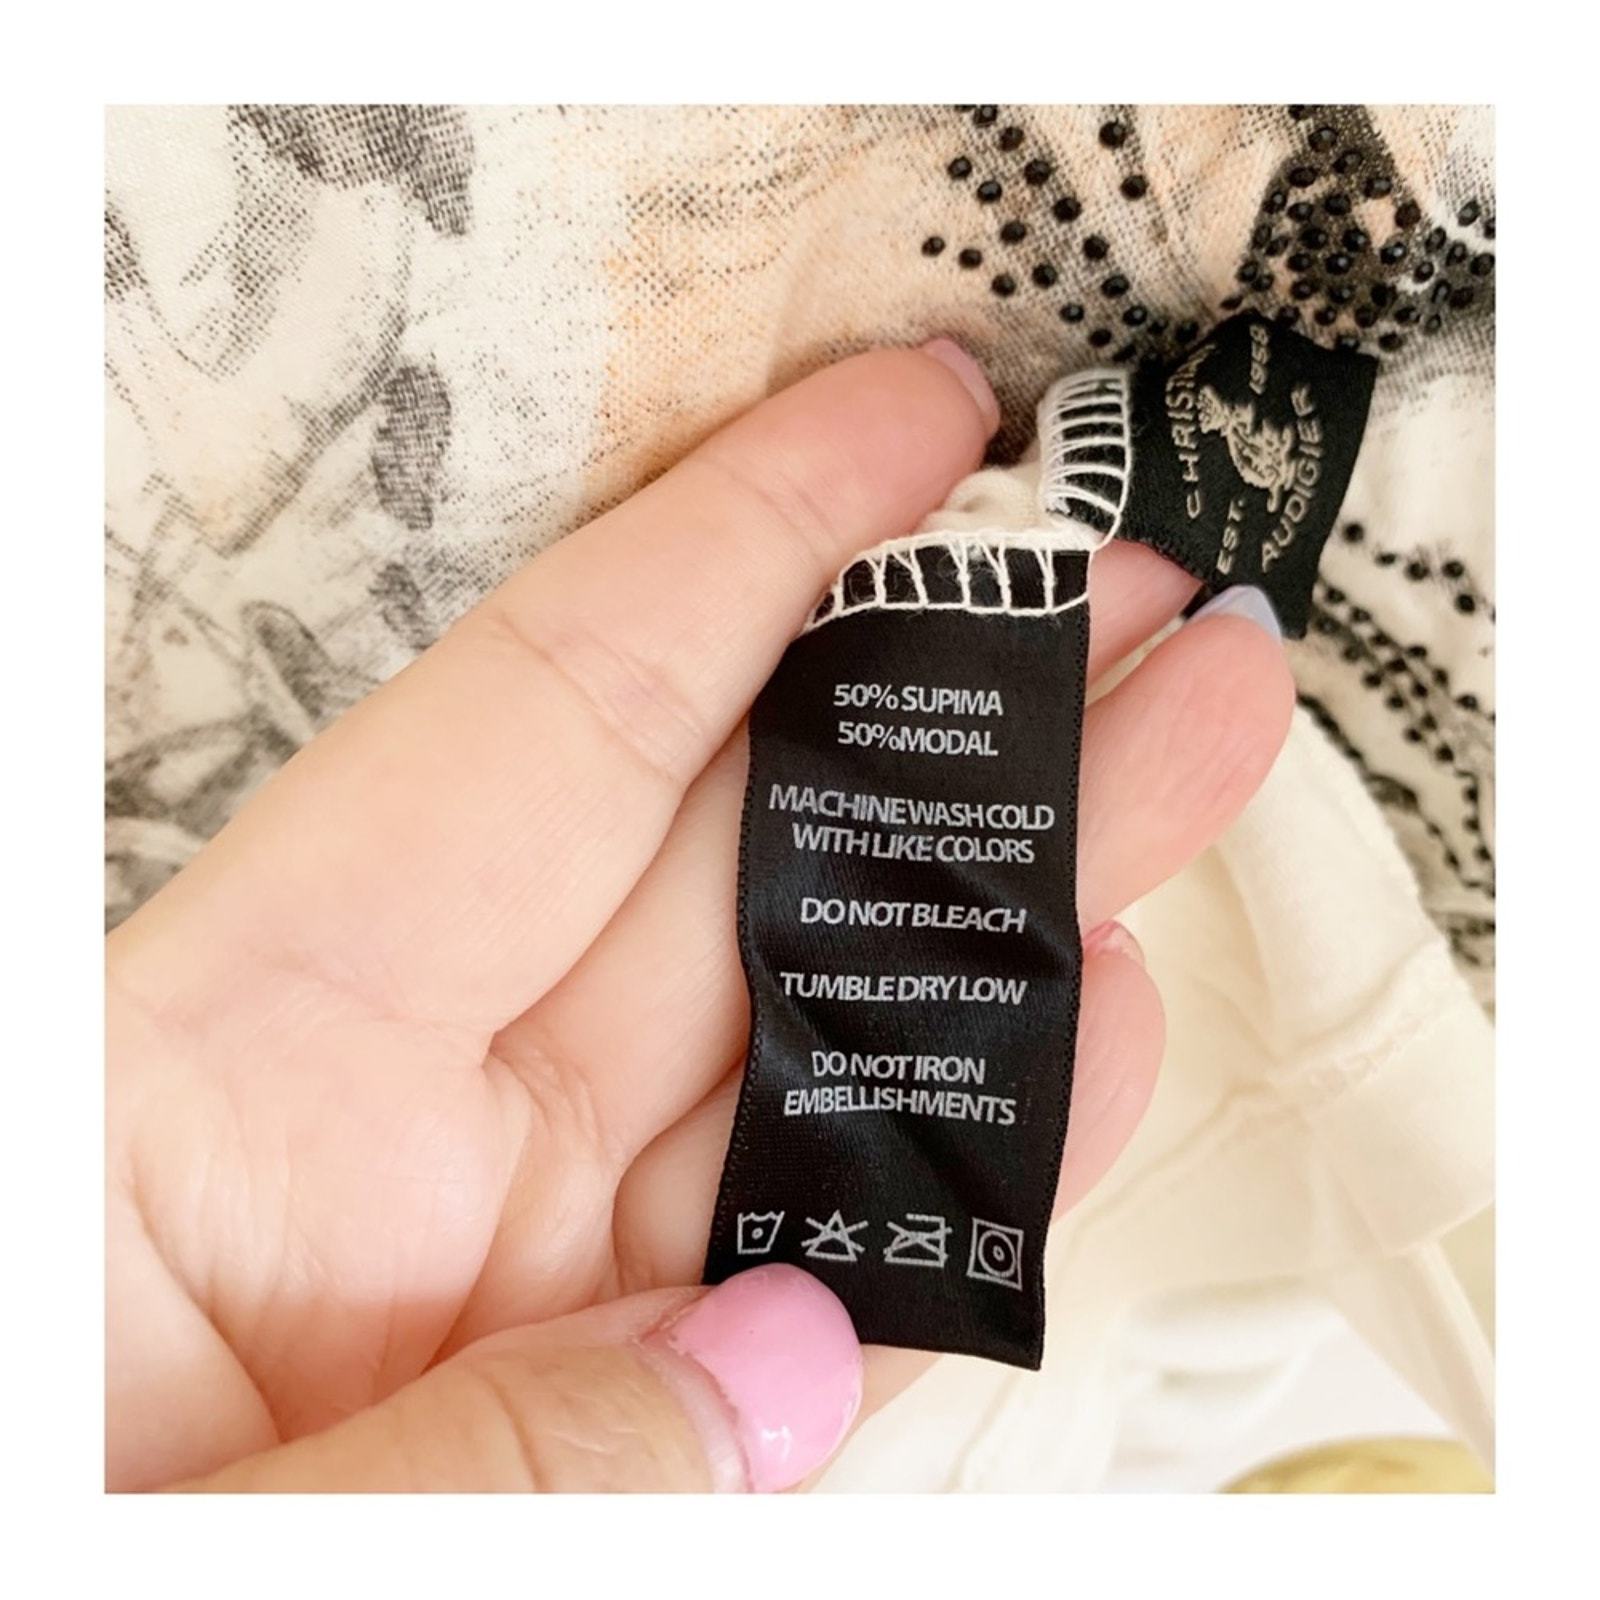 CHRISTIAN
EST. 1958
AUDIGIER
50% SUPIMA
50% MODAL
MACHINE WASH COLD
WITH LIKE COLORS
DO NOT BLEACH
TUMBLE DRY LOW
DO NOT IRON
EMBELLISHMENTS